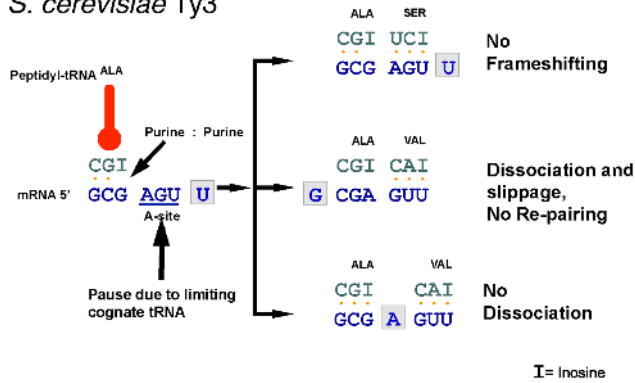 S. cerevisiae Ty3
Peptidyl-tRNA ALA
CGI
Purine : Purine
mRNA 5' GCG AGU U
A-site
Pause due to limiting
cognate tRNA
ALA SER
CGI UCI
GCG AGU U
No
Frameshifting
ALA VAL
CGI CAI
G CGA GUU
Dissociation and
slippage,
No Re-pairing
ALA VAL
CGI CAI
GCG A GUU
No
Dissociation
I= Inosine